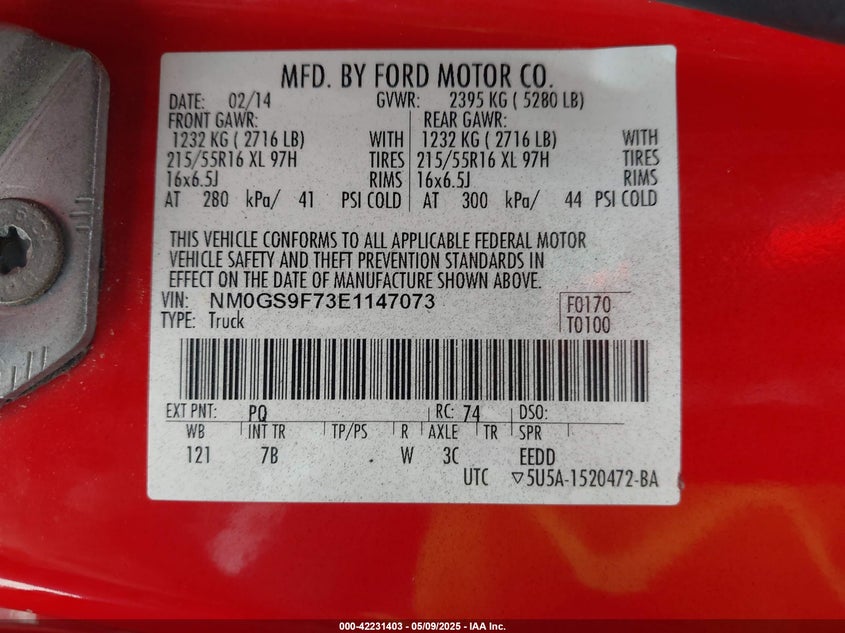 MFD. BY FORD MOTOR CO.
DATE: 02/14 GVWR: 2395 KG ( 5280 LB)
FRONT GAWR: REAR GAWR:
1232 KG ( 2716 LB) WITH 1232 KG ( 2716 LB) WITH
215/55R16 XL 97H TIRES 215/55R16 XL 97H TIRES
16x6.5J RIMS 16x6.5J RIMS
AT 280 kPa/ 41 PSI COLD AT 300 kPa/ 44 PSI COLD
THIS VEHICLE CONFORMS TO ALL APPLICABLE FEDERAL MOTOR
VEHICLE SAFETY AND THEFT PREVENTION STANDARDS IN
EFFECT ON THE DATE OF MANUFACTURE SHOWN ABOVE.
VIN: NM0GS9F73E1147073 F0170
TYPE: Truck T0100
EXT PNT: PQ RC: 74 DSO:
WB INT TR TP/PS R AXLE TR SPR
121 7B . W 3C EEDD
UTC ▽5U5A-1520472-BA
000-42231403 - 05/09/2025 - IAA Inc.